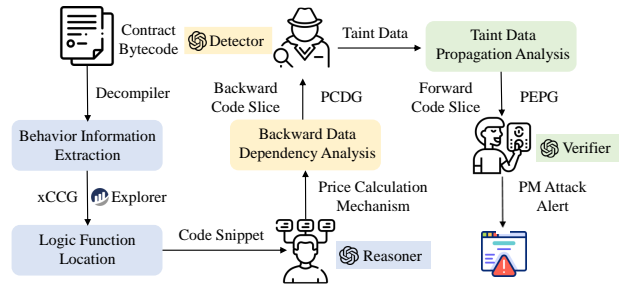 Contract
Bytecode
Detector
Taint Data
Taint Data
Propagation Analysis
Decompiler
Backward
Code Slice
PCDG
Forward
Code Slice
PEPG
Behavior Information
Extraction
Backward Data
Dependency Analysis
Verifier
xCCG
Explorer
Price Calculation
Mechanism
PM Attack
Alert
Logic Function
Location
Code Snippet
Reasoner